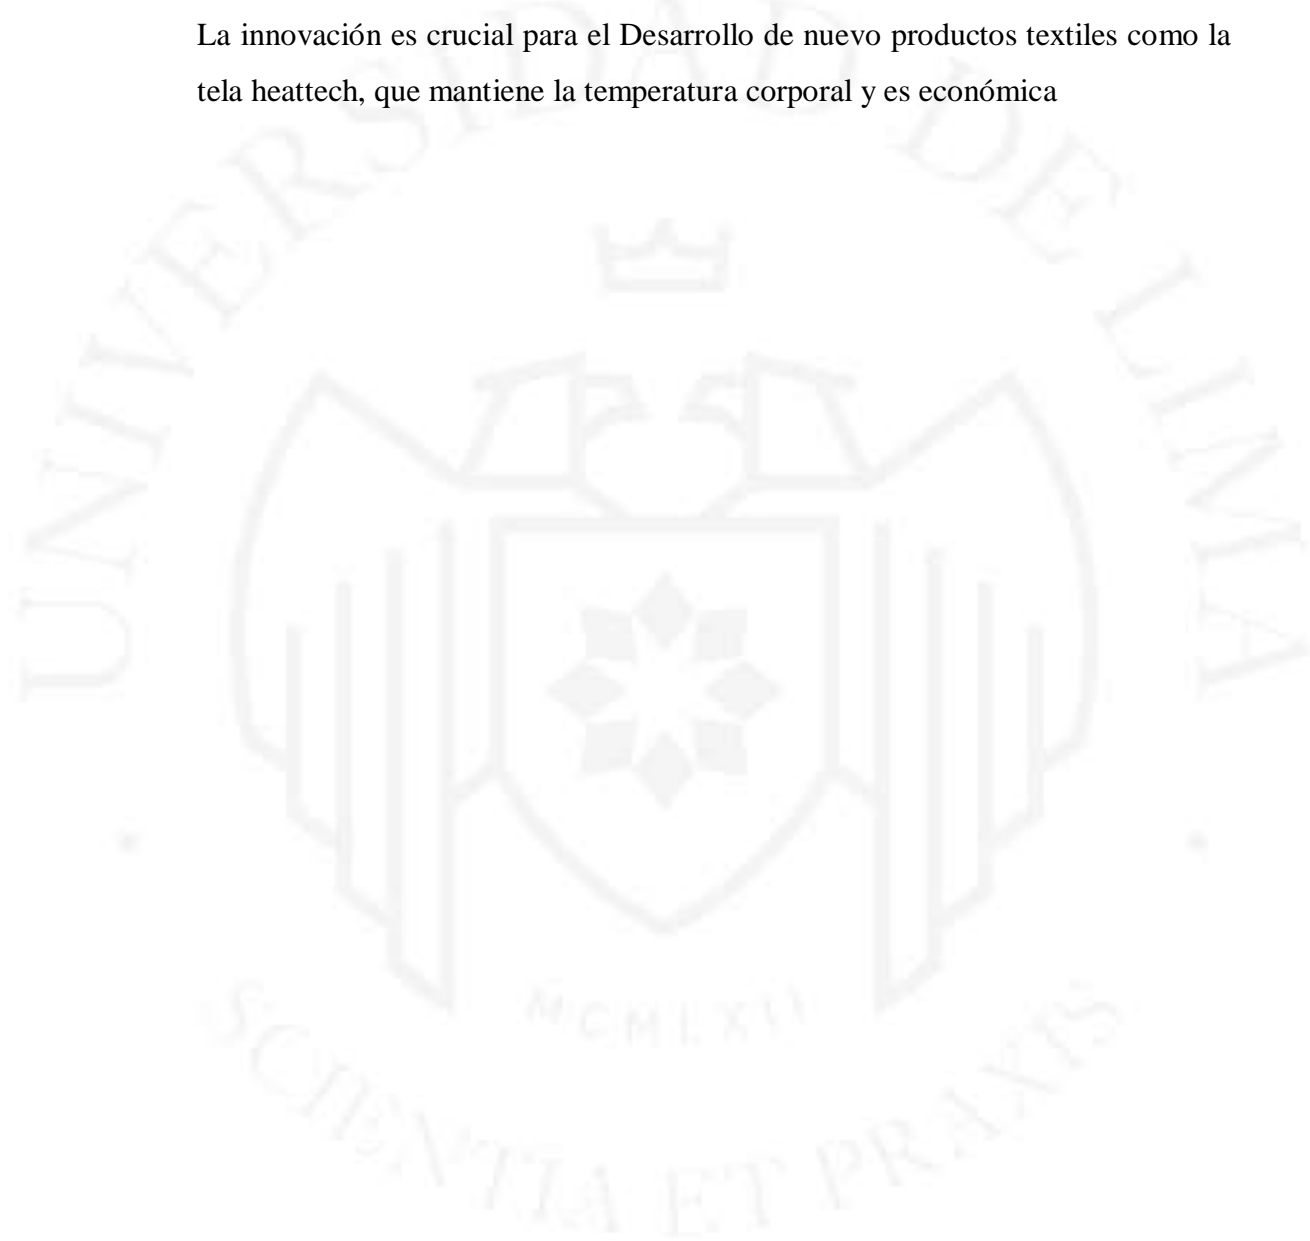 La innovación es crucial para el Desarrollo de nuevo productos textiles como la
tela heattech, que mantiene la temperatura corporal y es económica
UNIVERSIDAD DE LIMA
MCMLXII
SCIENTIA ET PRAXIS